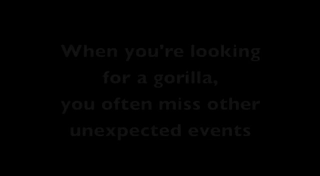 When you're looking
for a gorilla,
you often miss other
unexpected events